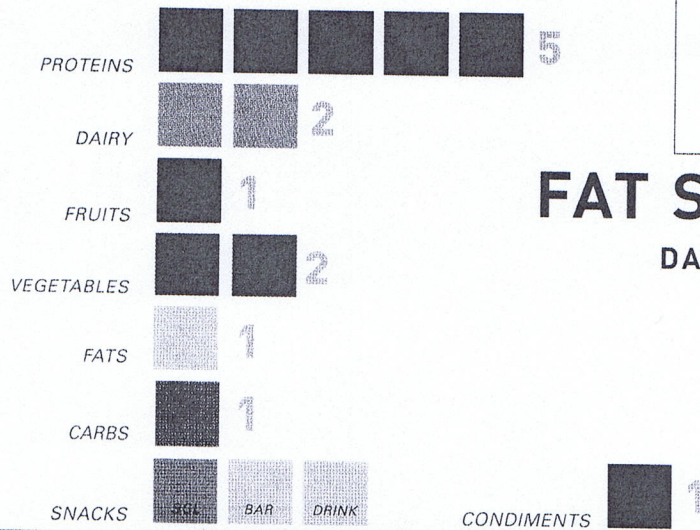 PROTEINS 5
DAIRY 2
FRUITS 1
FAT S
VEGETABLES 2
DA
FATS 1
CARBS 1
SNACKS BAR DRINK
CONDIMENTS 1